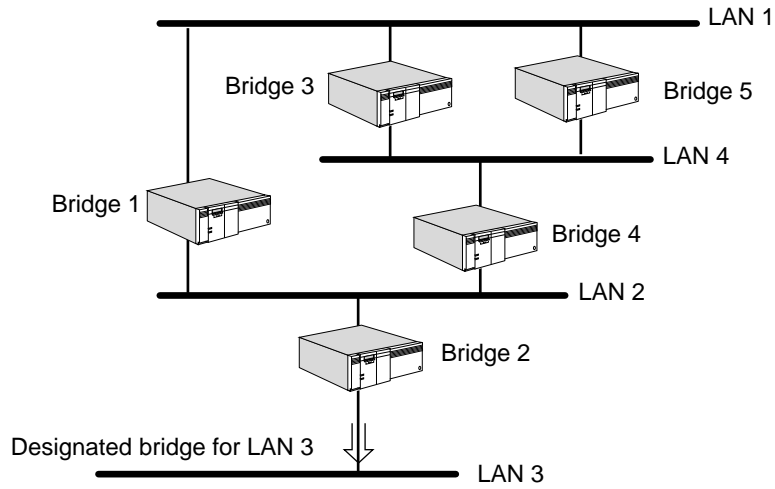 LAN 1
Bridge 3
Bridge 5
LAN 4
Bridge 1
Bridge 4
LAN 2
Bridge 2
Designated bridge for LAN 3
LAN 3